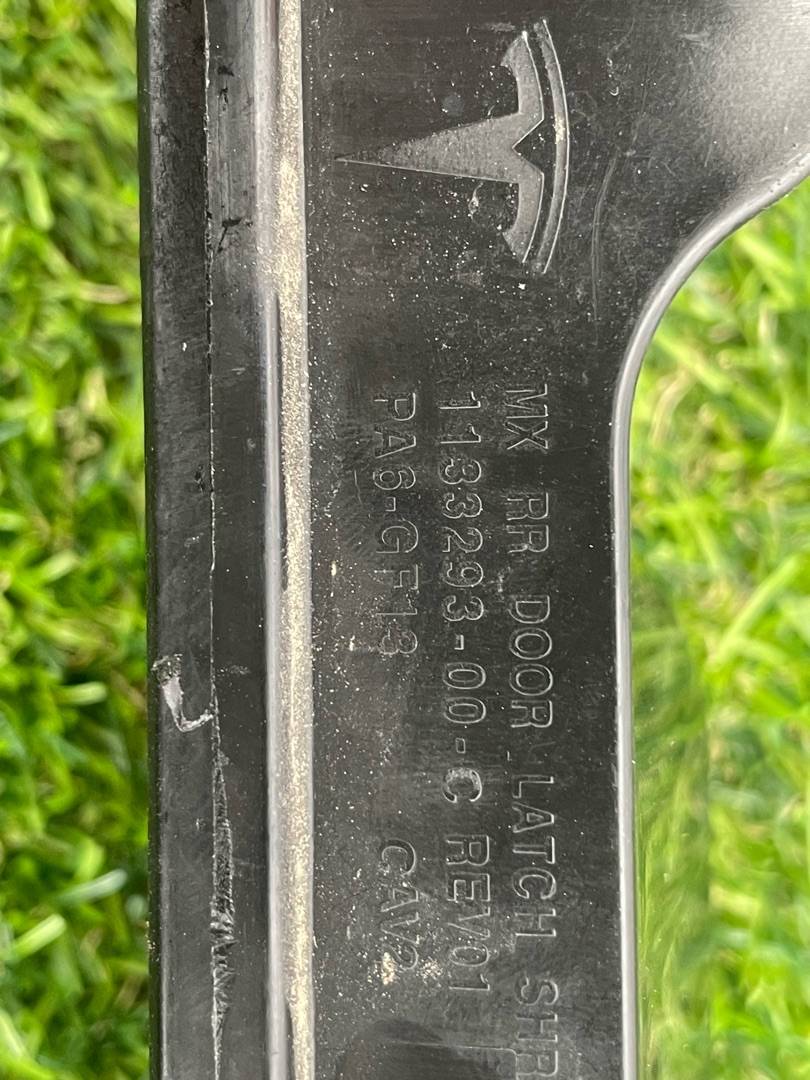 MX RR DOOR LATCH SHR
1133293-00-C REV01
PA6-GF13 CAV2